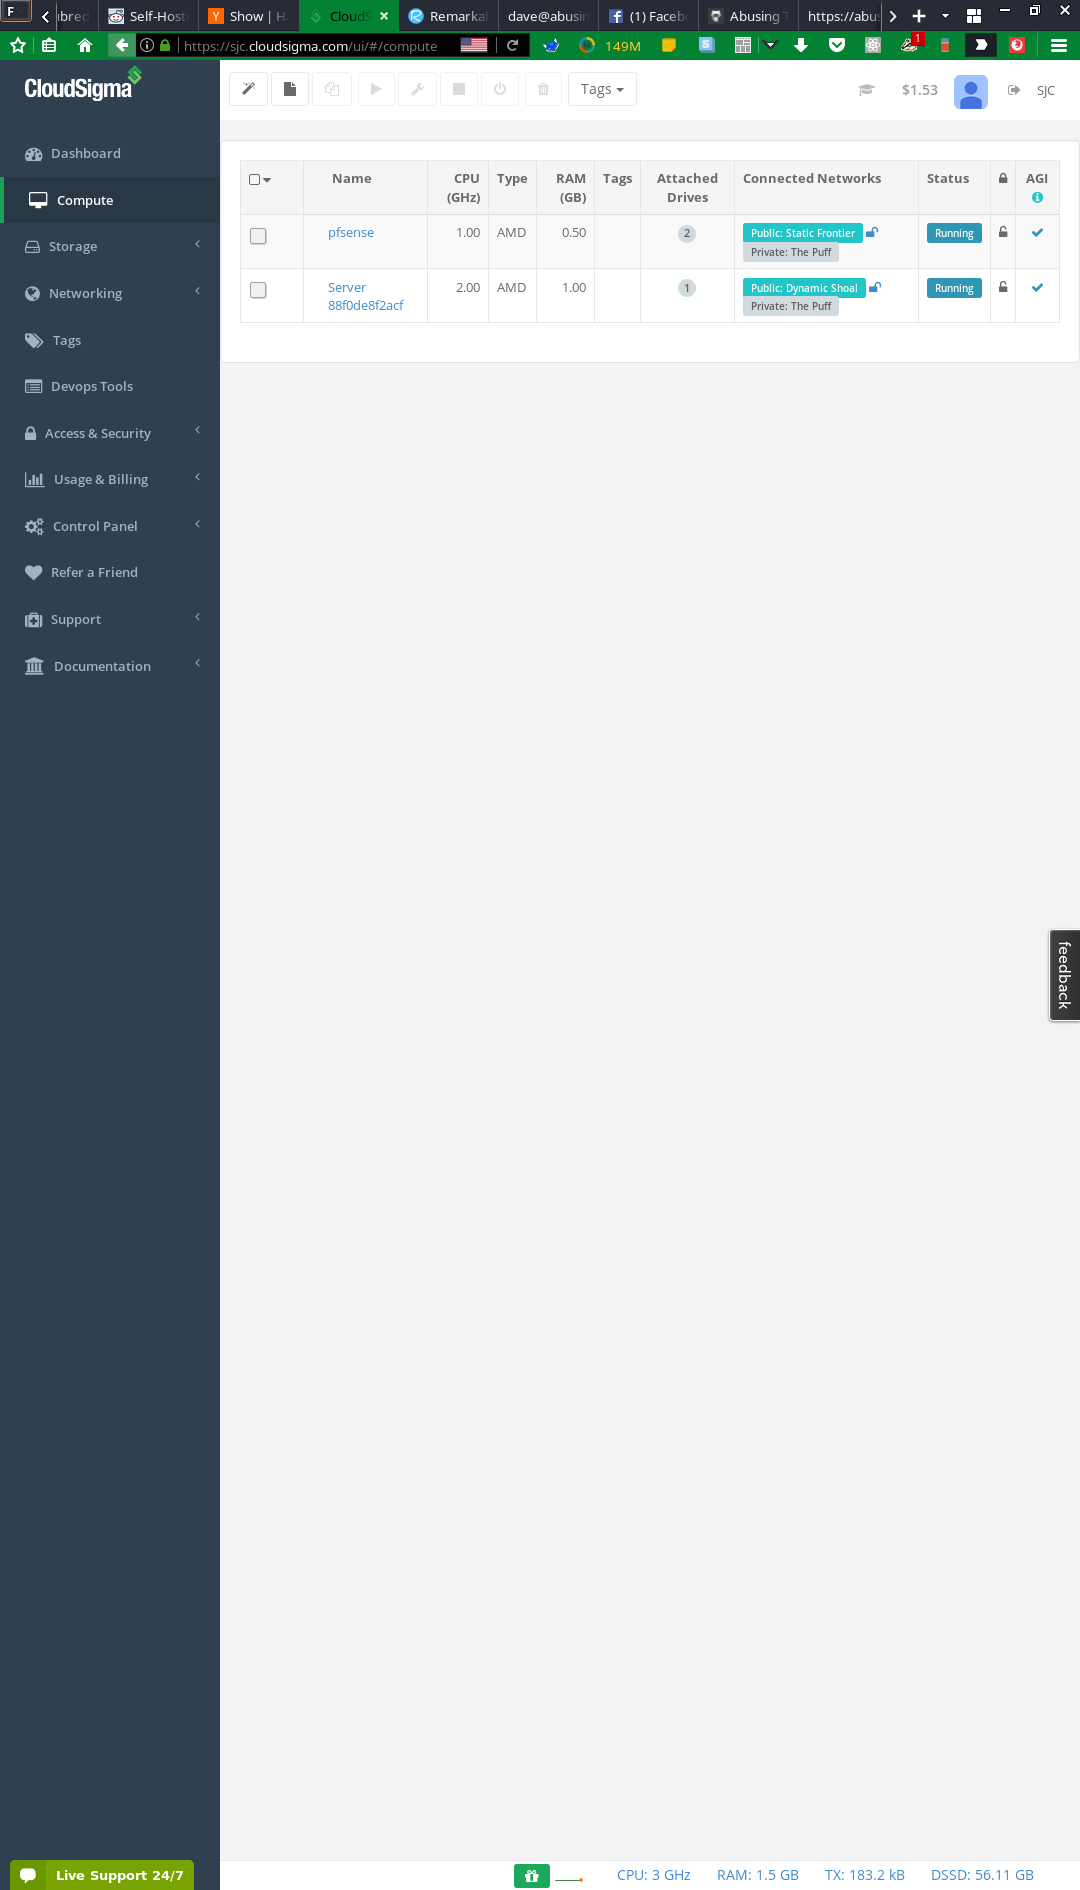 F
bred
Self-Host
Show | H
CloudS
Remarka
dave@abusin
(1) Faceb
Abusing T
https://abu
https://sjc.cloudsigma.com/ui/#/compute
149M
1
CloudSigma
Tags
$1.53
SJC
Dashboard
Compute
Storage
Networking
Tags
Devops Tools
Access & Security
Usage & Billing
Control Panel
Refer a Friend
Support
Documentation
Name CPU (GHz) Type RAM (GB) Tags Attached Drives Connected Networks Status AGI
pfsense 1.00 AMD 0.50 2 Public: Static Frontier Running
Private: The Puff
Server 88f0de8f2acf 2.00 AMD 1.00 1 Public: Dynamic Shoal Running
Private: The Puff
feedback
Live Support 24/7
CPU: 3 GHz RAM: 1.5 GB TX: 183.2 kB DSSD: 56.11 GB